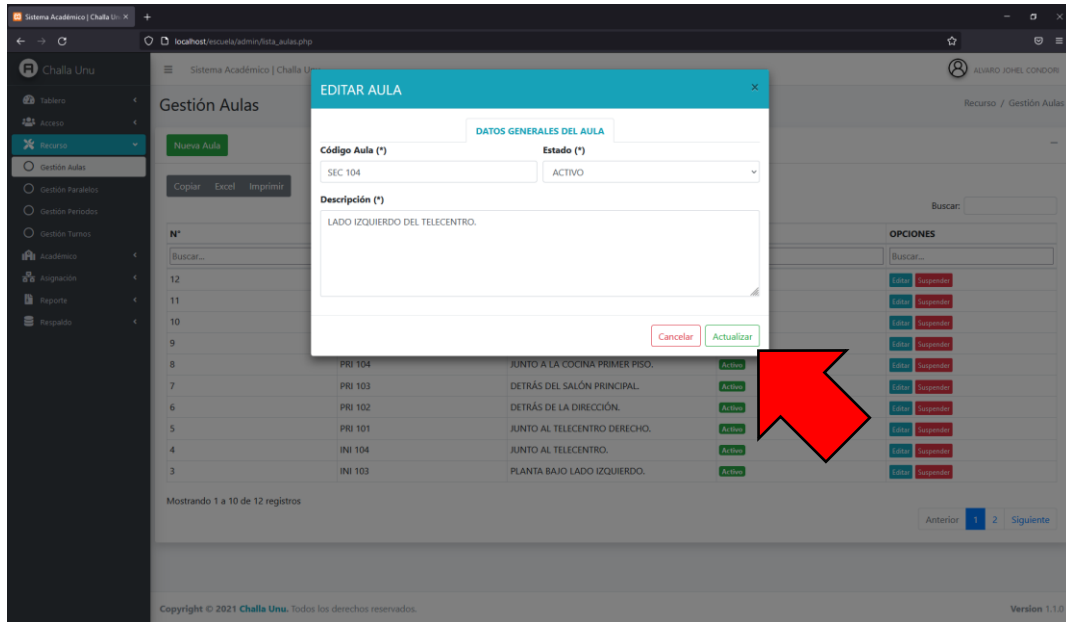 Sistema Académico | Challa Un
localhost/escuela/admin/lista_aulas.php
Challa Unu
Sistema Académico | Challa U
ALVARO JOHEL CONDORI
Tablero
Acceso
Recurso
Gestión Aulas
Gestión Paralelos
Gestión Periodos
Gestión Turnos
Académico
Asignación
Reporte
Respaldo
Gestión Aulas
Recurso / Gestión Aulas
Nueva Aula
Copiar Excel Imprimir
Buscar:
EDITAR AULA
×
DATOS GENERALES DEL AULA
Código Aula (*) Estado (*)
SEC 104 ACTIVO
Descripción (*)
LADO IZQUIERDO DEL TELECENTRO.
Cancelar Actualizar
N° OPCIONES
Buscar... Buscar...
12 Editar Suspender
11 Editar Suspender
10 Editar Suspender
9 Editar Suspender
8 PRI 104 JUNTO A LA COCINA PRIMER PISO. Activo Editar Suspender
7 PRI 103 DETRÁS DEL SALÓN PRINCIPAL. Activo Editar Suspender
6 PRI 102 DETRÁS DE LA DIRECCIÓN. Activo Editar Suspender
5 PRI 101 JUNTO AL TELECENTRO DERECHO. Activo Editar Suspender
4 INI 104 JUNTO AL TELECENTRO. Activo Editar Suspender
3 INI 103 PLANTA BAJO LADO IZQUIERDO. Activo Editar Suspender
Mostrando 1 a 10 de 12 registros
Anterior 1 2 Siguiente
Copyright © 2021 Challa Unu. Todos los derechos reservados.
Version 1.1.0